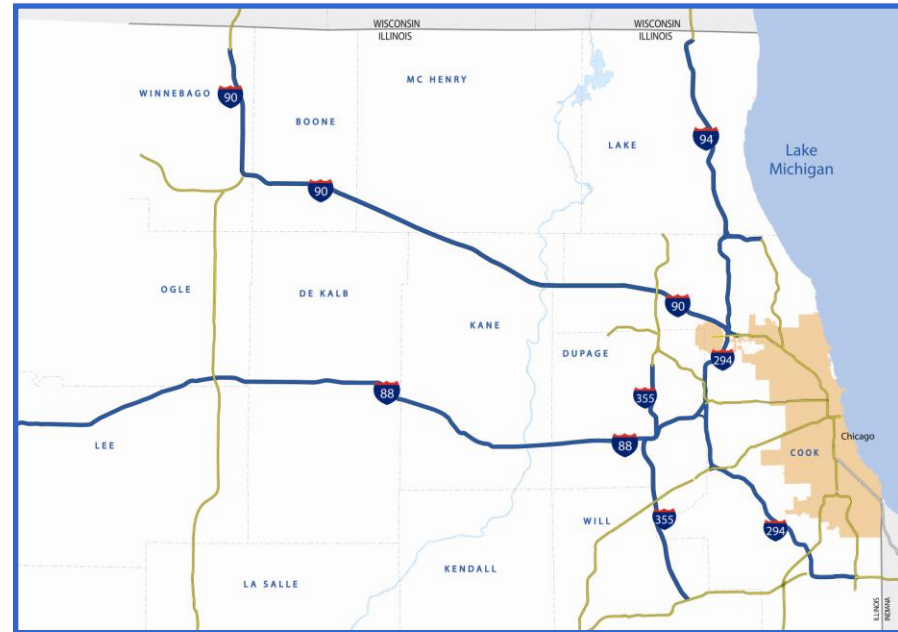 WISCONSIN
ILLINOIS
WISCONSIN
ILLINOIS
MC HENRY
WINNEBAGO
90
BOONE
94
LAKE
Lake
Michigan
90
OGLE
DE KALB
90
KANE
DUPAGE
294
88
355
LEE
88
Chicago
COOK
WILL
355
294
KENDALL
LA SALLE
ILLINOIS
INDIANA